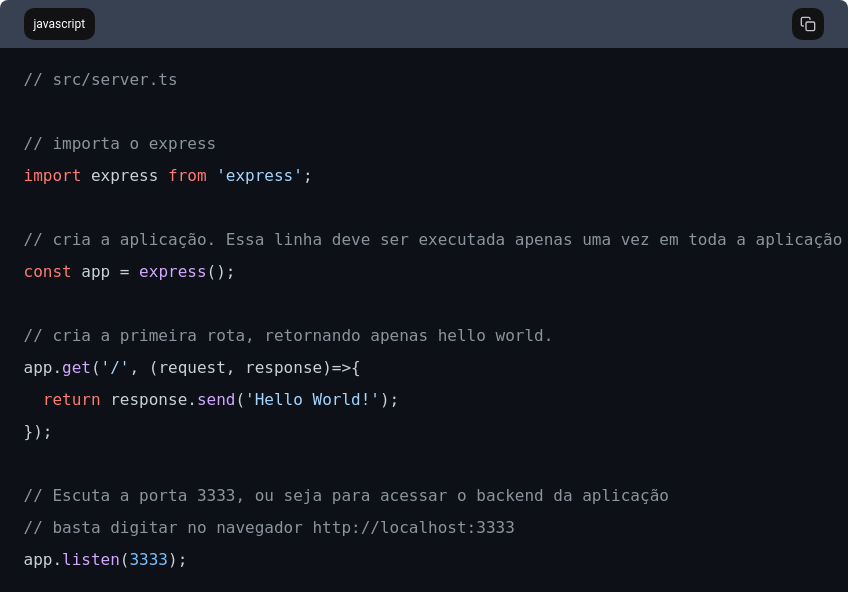 javascript
// src/server.ts
// importa o express
import express from 'express';
// cria a aplicação. Essa linha deve ser executada apenas uma vez em toda a aplicação
const app = express();
// cria a primeira rota, retornando apenas hello world.
app.get('/', (request, response)=>{
  return response.send('Hello World!');
});
// Escuta a porta 3333, ou seja para acessar o backend da aplicação
// basta digitar no navegador http://localhost:3333
app.listen(3333);